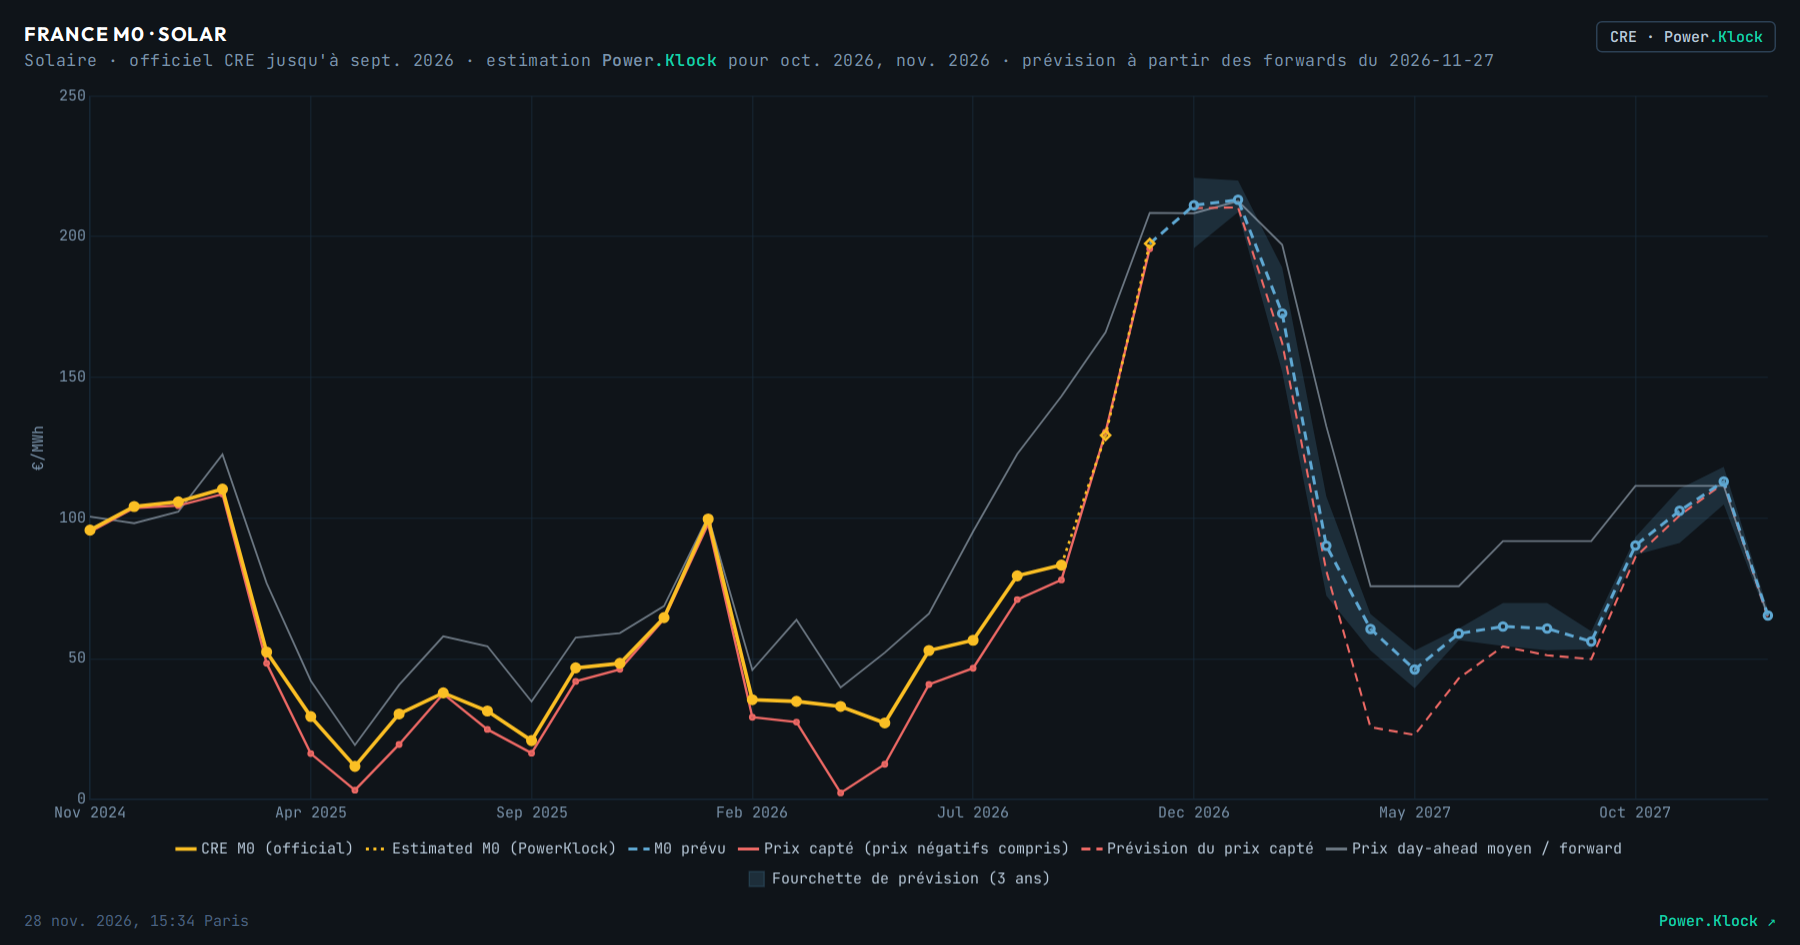 FRANCE M0 · SOLAR
CRE · Power.Klock
Solaire · officiel CRE jusqu'à sept. 2026 · estimation Power.Klock pour oct. 2026, nov. 2026 · prévision à partir des forwards du 2026-11-27
€/MWh
250
200
150
100
50
0
Nov 2024 Apr 2025 Sep 2025 Feb 2026 Jul 2026 Dec 2026 May 2027 Oct 2027
CRE M0 (official) Estimated M0 (PowerKlock) M0 prévu Prix capté (prix négatifs compris) Prévision du prix capté Prix day-ahead moyen / forward
Fourchette de prévision (3 ans)
28 nov. 2026, 15:34 Paris
Power.Klock ↗